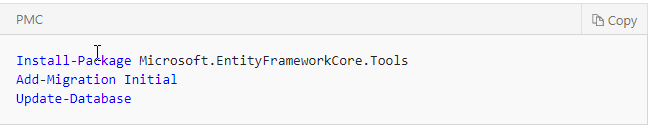 PMC
Copy
Install-Package Microsoft.EntityFrameworkCore.Tools
Add-Migration Initial
Update-Database